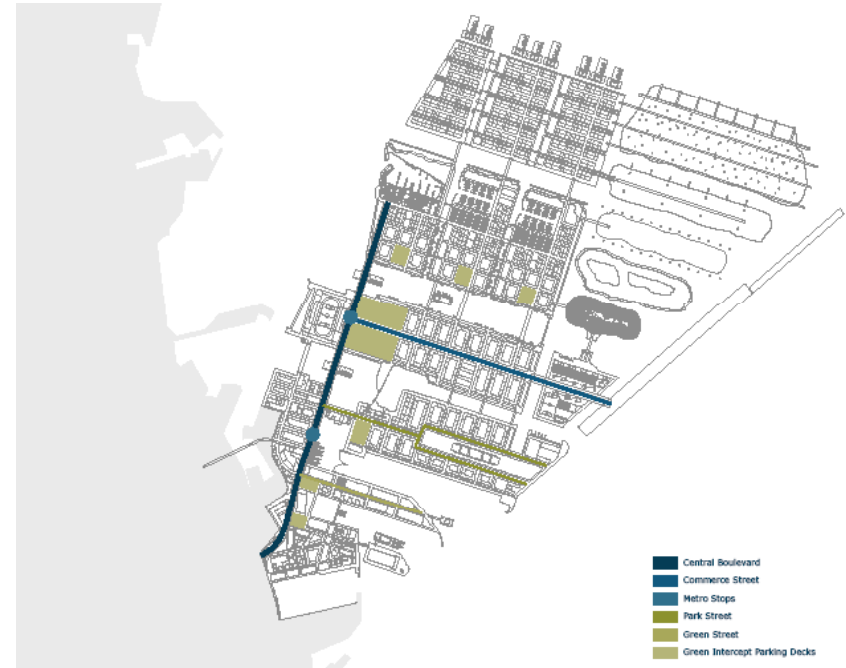 Central Boulevard
Commerce Street
Metro Stops
Park Street
Green Street
Green Intercept Parking Decks